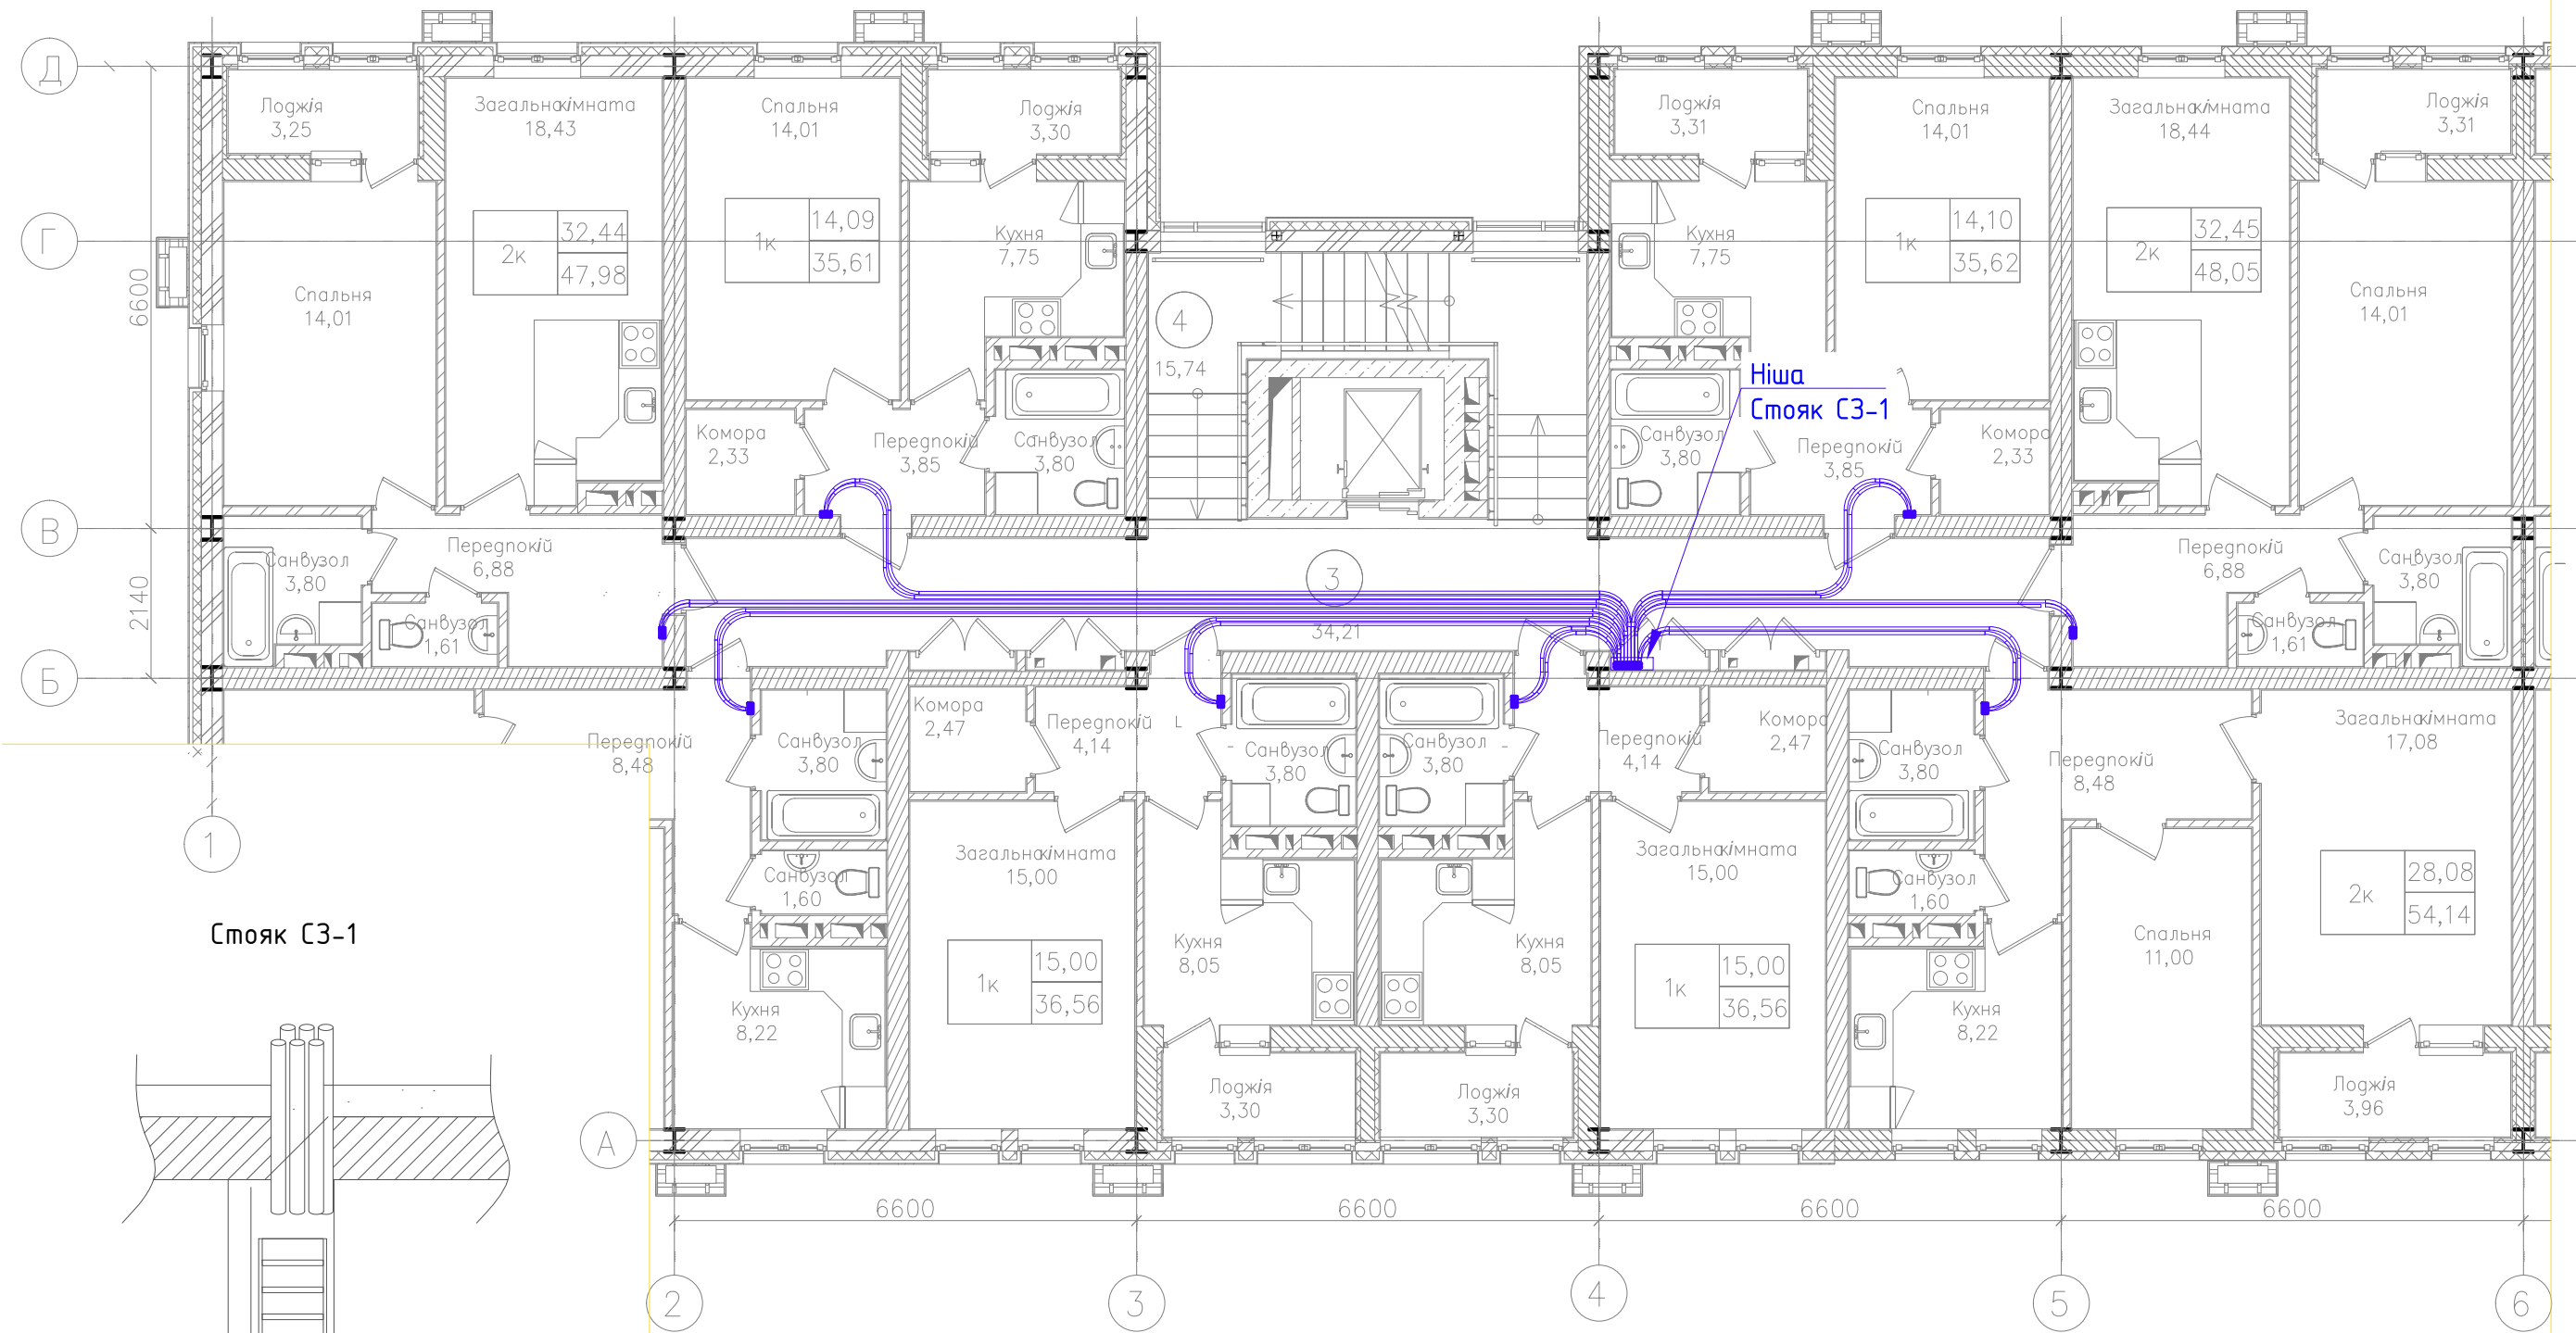 Д
Лоджія
3,25
Загальна кімната
18,43
Спальня
14,01
Лоджія
3,30
Лоджія
3,31
Спальня
14,01
Загальна кімната
18,44
Лоджія
3,31
Г
6600
Спальня
14,01
2к
32,44
47,98
1к
14,09
35,61
Кухня
7,75
4
15,74
Кухня
7,75
1к
14,10
35,62
2к
32,45
48,05
Спальня
14,01
Ніша
Стояк СЗ-1
Комора
2,33
Передпокій
3,85
Санвузол
3,80
Санвузол
3,80
Передпокій
3,85
Комора
2,33
В
2140
Санвузол
3,80
Передпокій
6,88
Санвузол
1,61
3
34,21
Передпокій
6,88
Санвузол
3,80
Санвузол
1,61
Б
Передпокій
8,48
Санвузол
3,80
Комора
2,47
Передпокій
4,14
Санвузол
3,80
Санвузол
3,80
Передпокій
4,14
Комора
2,47
Санвузол
3,80
Передпокій
8,48
Загальна кімната
17,08
1
Санвузол
1,60
Загальна кімната
15,00
Загальна кімната
15,00
Санвузол
1,60
2к
28,08
54,14
Стояк СЗ-1
Кухня
8,22
1к
15,00
36,56
Кухня
8,05
Кухня
8,05
1к
15,00
36,56
Кухня
8,22
Спальня
11,00
Лоджія
3,30
Лоджія
3,30
Лоджія
3,96
А
6600
6600
6600
6600
2
3
4
5
6